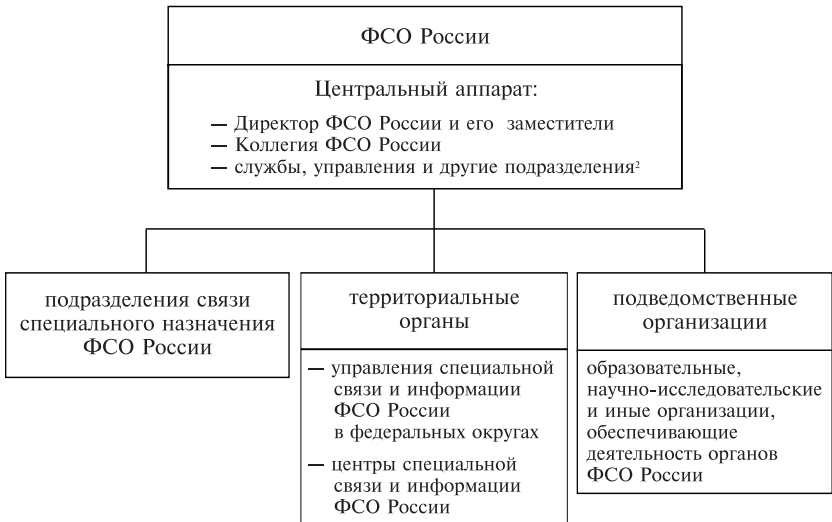 ФСО России
Центральный аппарат:
— Директор ФСО России и его заместители
— Коллегия ФСО России
— службы, управления и другие подразделения²
подразделения связи
специального назначения
ФСО России
территориальные
органы
— управления специальной
связи и информации
ФСО России
в федеральных округах
— центры специальной
связи и информации
ФСО России
подведомственные
организации
образовательные,
научно-исследовательские
и иные организации,
обеспечивающие
деятельность органов
ФСО России